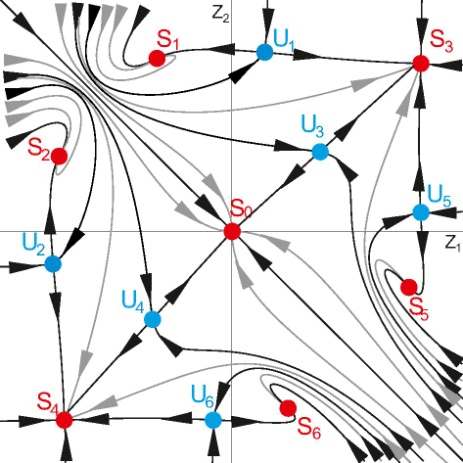 Z₂
S₁
U₁
S₃
U₃
S₂
S₀
U₅
Z₁
U₂
S₅
U₄
U₆
S₄
S₆